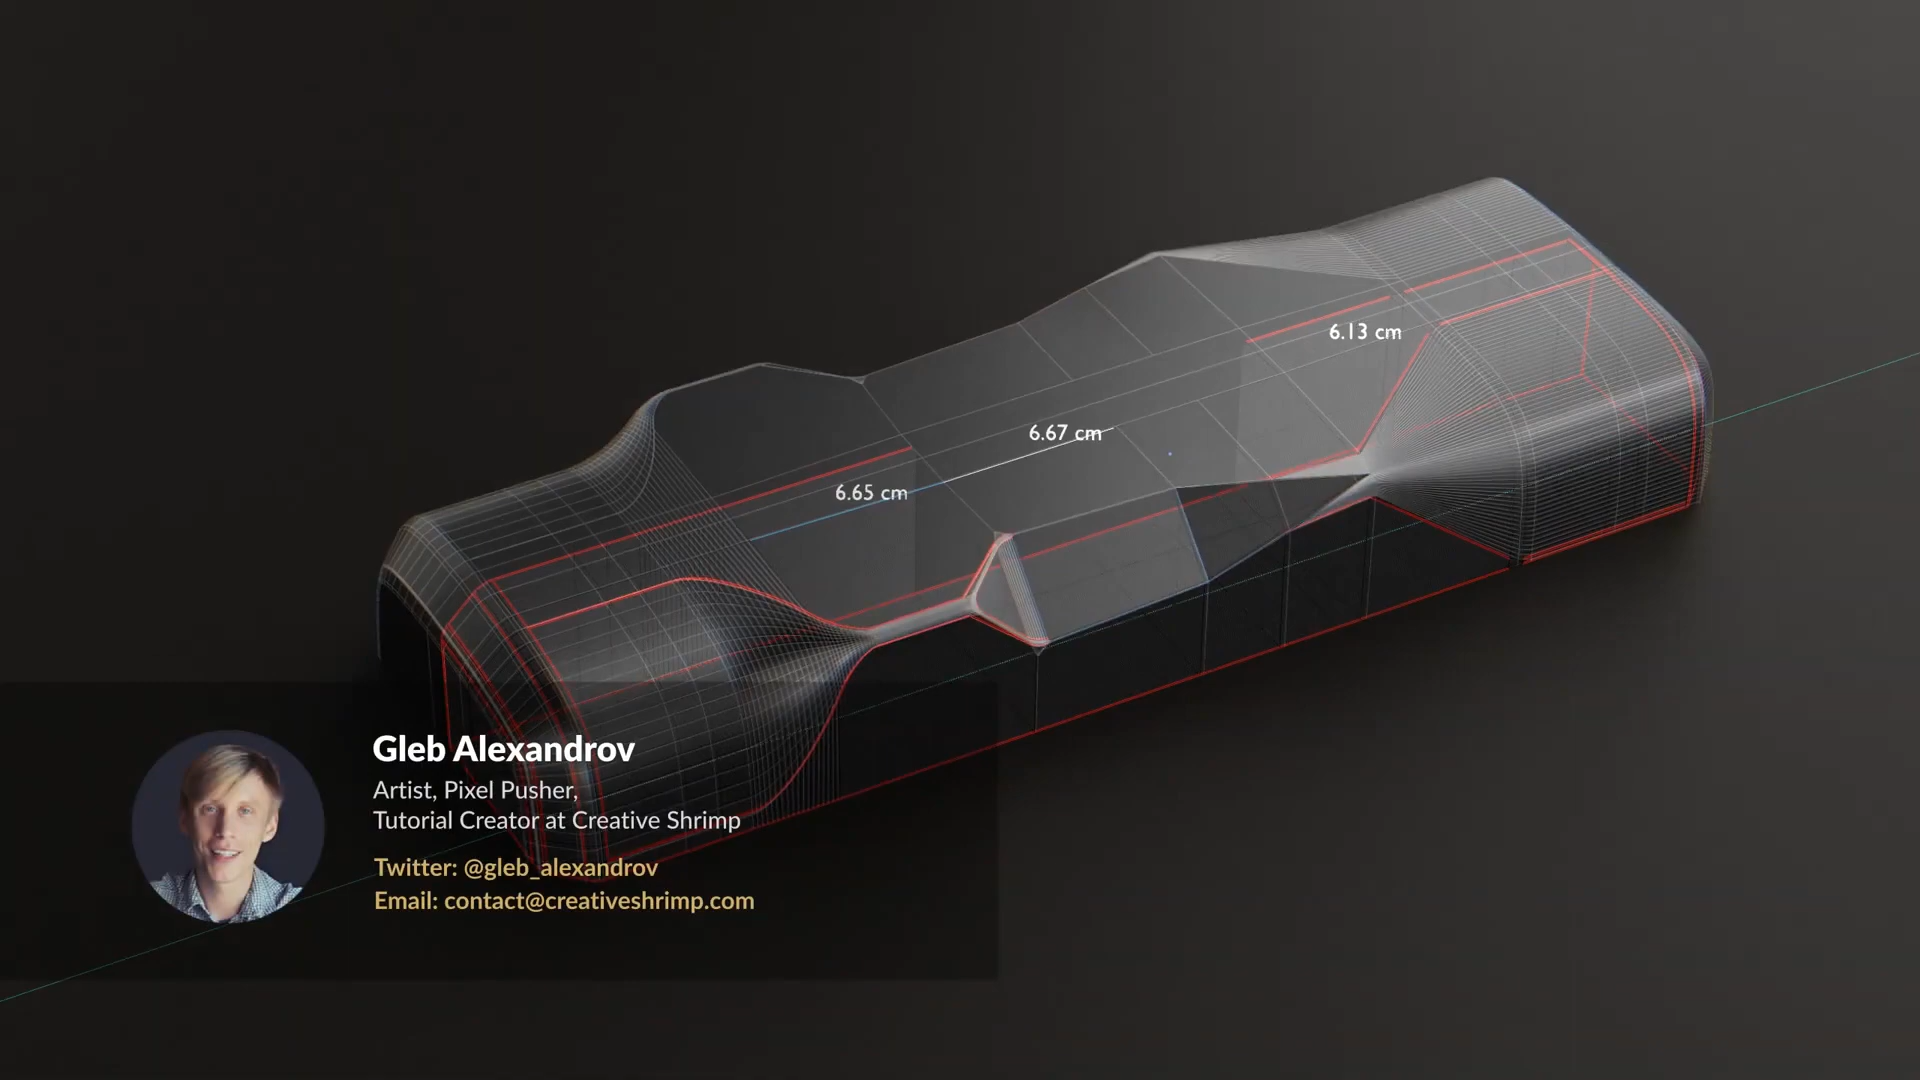 6.13 cm
6.67 cm
6.65 cm
Gleb Alexandrov
Artist, Pixel Pusher,
Tutorial Creator at Creative Shrimp
Twitter: @gleb_alexandrov
Email: contact@creativeshrimp.com